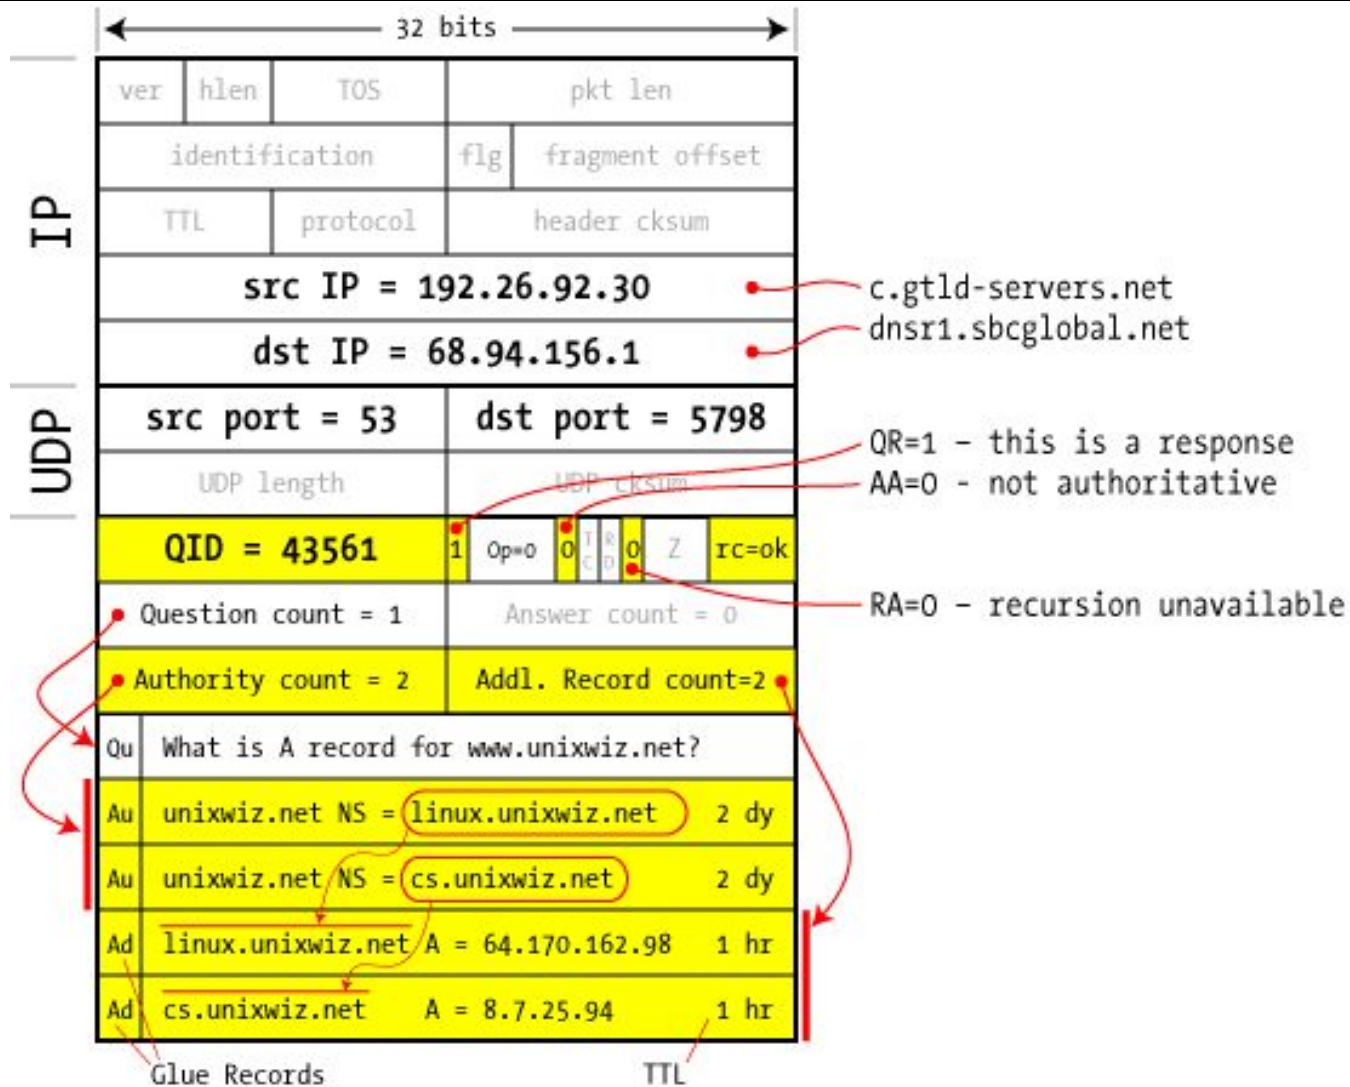 32 bits
ver hlen TOS pkt len
identification flg fragment offset
TTL protocol header cksum
IP
src IP = 192.26.92.30
c.gtld-servers.net
dst IP = 68.94.156.1
dnsr1.sbcglobal.net
UDP
src port = 53 dst port = 5798
QR=1 – this is a response
UDP length UDP cksum
AA=0 - not authoritative
QID = 43561 1 Op=0 0 TC RD 0 Z rc=ok
RA=0 – recursion unavailable
Question count = 1 Answer count = 0
Authority count = 2 Addl. Record count=2
Qu What is A record for www.unixwiz.net?
Au unixwiz.net NS = linux.unixwiz.net 2 dy
Au unixwiz.net NS = cs.unixwiz.net 2 dy
Ad linux.unixwiz.net A = 64.170.162.98 1 hr
Ad cs.unixwiz.net A = 8.7.25.94 1 hr
Glue Records TTL